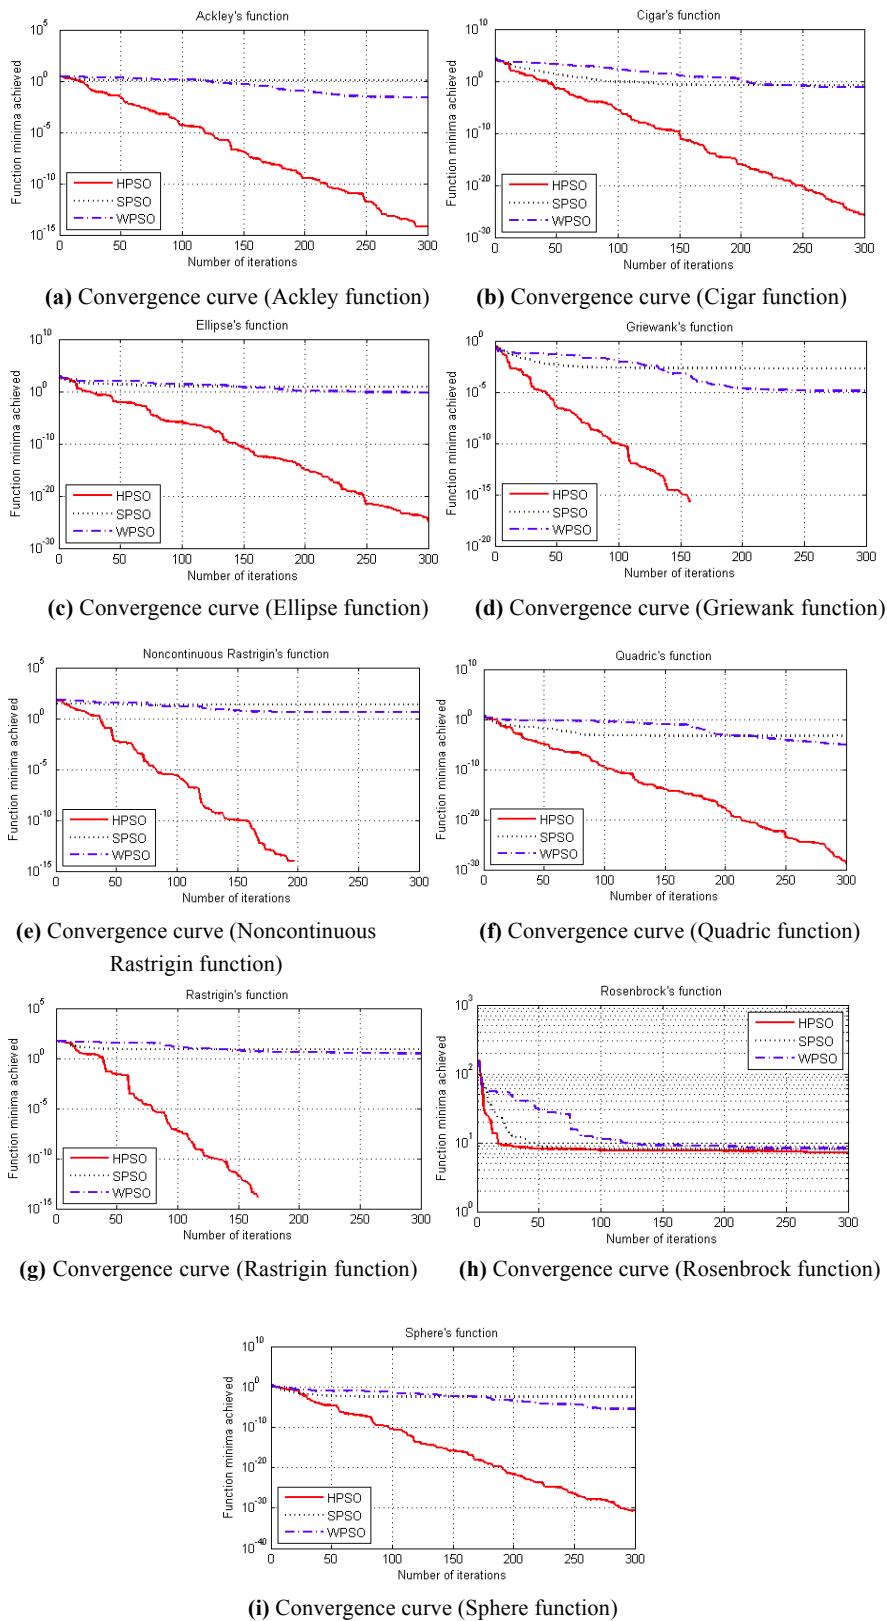 Ackley's function
Function minima achieved
10^5
10^0
10^-5
10^-10
10^-15
HPSO
SPSO
WPSO
0 50 100 150 200 250 300
Number of iterations
(a) Convergence curve (Ackley function)
Cigar's function
Function minima achieved
10^10
10^0
10^-10
10^-20
10^-30
HPSO
SPSO
WPSO
0 50 100 150 200 250 300
Number of iterations
(b) Convergence curve (Cigar function)
Ellipse's function
Function minima achieved
10^10
10^0
10^-10
10^-20
10^-30
HPSO
SPSO
WPSO
0 50 100 150 200 250 300
Number of iterations
(c) Convergence curve (Ellipse function)
Griewank's function
Function minima achieved
10^0
10^-5
10^-10
10^-15
10^-20
HPSO
SPSO
WPSO
0 50 100 150 200 250 300
Number of iterations
(d) Convergence curve (Griewank function)
Noncontinuous Rastrigin's function
Function minima achieved
10^5
10^0
10^-5
10^-10
10^-15
HPSO
SPSO
WPSO
0 50 100 150 200 250 300
Number of iterations
(e) Convergence curve (Noncontinuous
Rastrigin function)
Quadric's function
Function minima achieved
10^10
10^0
10^-10
10^-20
10^-30
HPSO
SPSO
WPSO
0 50 100 150 200 250 300
Number of iterations
(f) Convergence curve (Quadric function)
Rastrigin's function
Function minima achieved
10^5
10^0
10^-5
10^-10
10^-15
HPSO
SPSO
WPSO
0 50 100 150 200 250 300
Number of iterations
(g) Convergence curve (Rastrigin function)
Rosenbrock's function
Function minima achieved
10^3
10^2
10^1
10^0
HPSO
SPSO
WPSO
0 50 100 150 200 250 300
Number of iterations
(h) Convergence curve (Rosenbrock function)
Sphere's function
Function minima achieved
10^10
10^0
10^-10
10^-20
10^-30
10^-40
HPSO
SPSO
WPSO
0 50 100 150 200 250 300
Number of iterations
(i) Convergence curve (Sphere function)